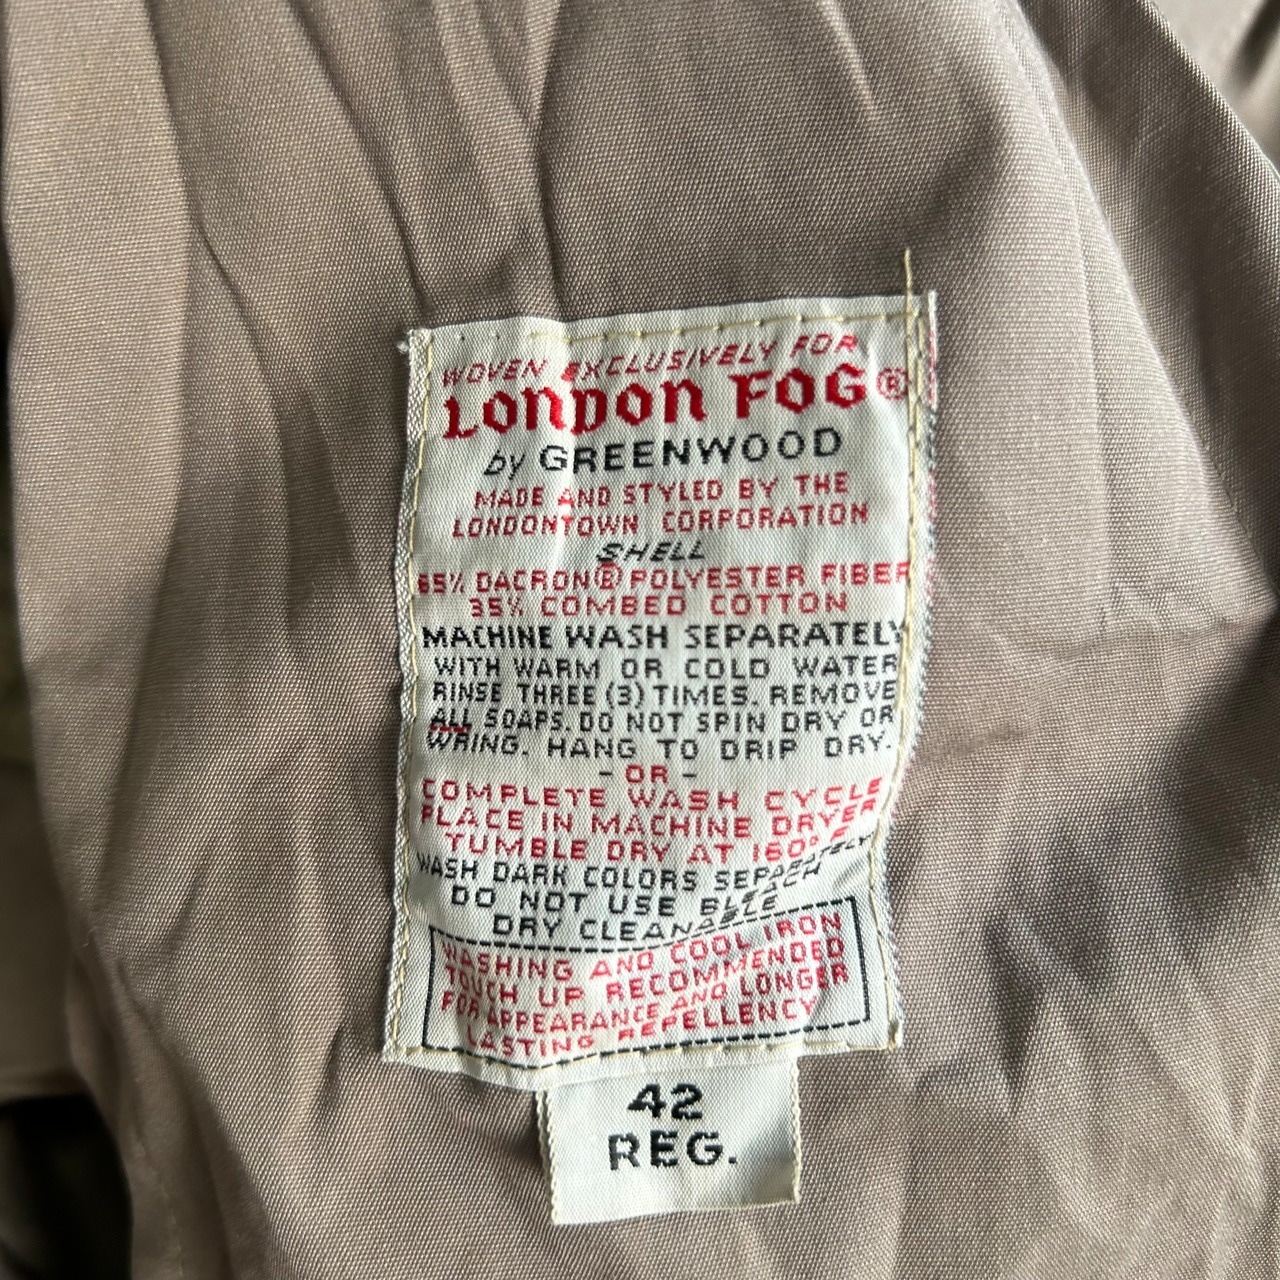 WOVEN EXCLUSIVELY FOR
LONDON FOG®
by GREENWOOD
MADE AND STYLED BY THE
LONDONTOWN CORPORATION
SHELL
65% DACRON® POLYESTER FIBER
35% COMBED COTTON
MACHINE WASH SEPARATELY
WITH WARM OR COLD WATER
RINSE THREE (3) TIMES. REMOVE
ALL SOAPS. DO NOT SPIN DRY OR
WRING. HANG TO DRIP DRY.
- OR -
COMPLETE WASH CYCLE
PLACE IN MACHINE DRYER
TUMBLE DRY AT 160° F
WASH DARK COLORS SEPARATELY
DO NOT USE BLEACH
DRY CLEANABLE
WASHING AND COOL IRON
TOUCH UP RECOMMENDED
FOR APPEARANCE AND LONGER
LASTING REPELLENCY
42
REG.